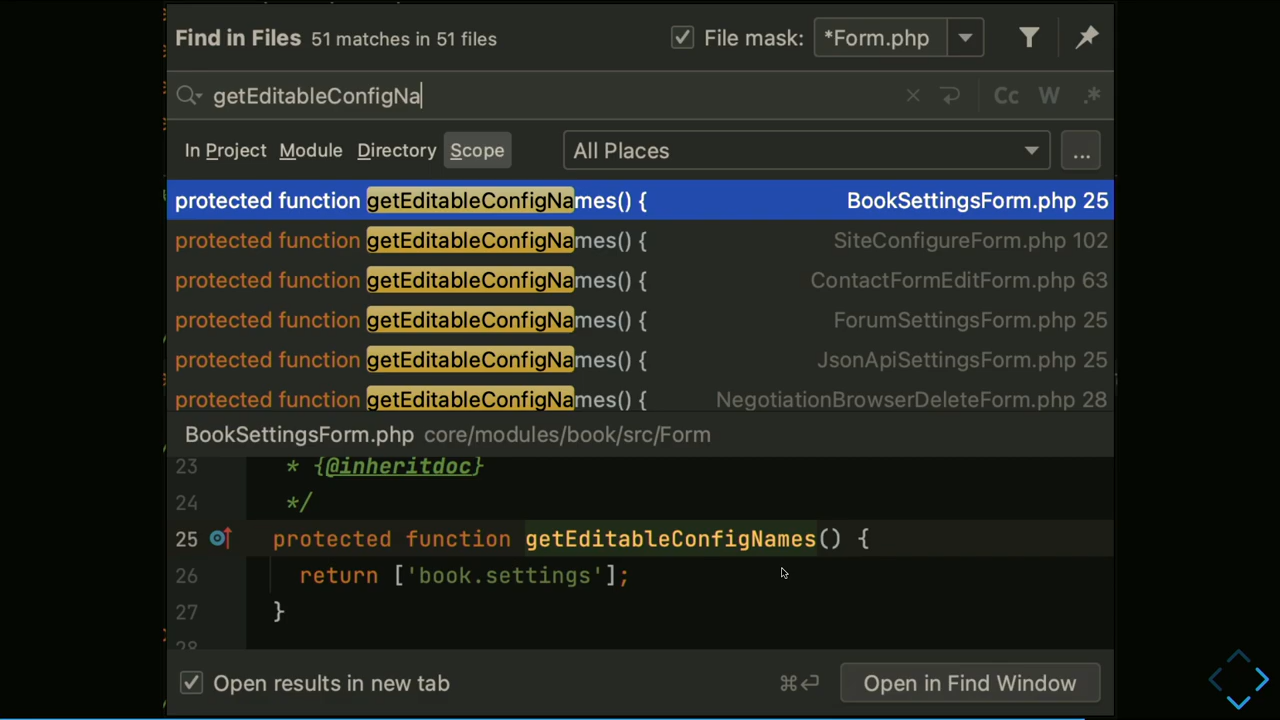 Find in Files 51 matches in 51 files File mask: *Form.php
getEditableConfigNa Cc W .*
In Project Module Directory Scope All Places ...
protected function getEditableConfigNames() { BookSettingsForm.php 25
protected function getEditableConfigNames() { SiteConfigureForm.php 102
protected function getEditableConfigNames() { ContactFormEditForm.php 63
protected function getEditableConfigNames() { ForumSettingsForm.php 25
protected function getEditableConfigNames() { JsonApiSettingsForm.php 25
protected function getEditableConfigNames() { NegotiationBrowserDeleteForm.php 28
BookSettingsForm.php core/modules/book/src/Form
23 * {@inheritdoc}
24 */
25 protected function getEditableConfigNames() {
26 return ['book.settings'];
27 }
28
Open results in new tab ⌘↵ Open in Find Window